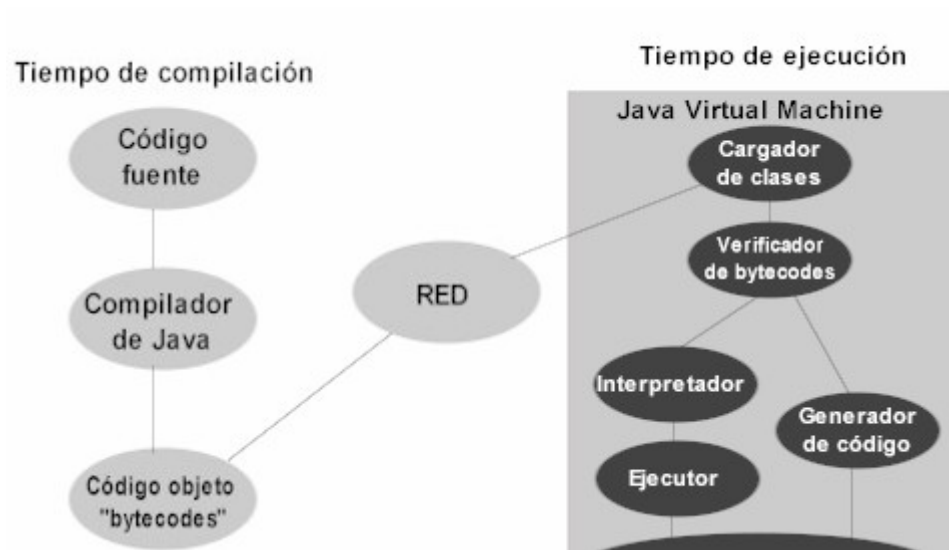 Tiempo de compilación
Código
fuente
Compilador
de Java
Código objeto
"bytecodes"
RED
Tiempo de ejecución
Java Virtual Machine
Cargador
de clases
Verificador
de bytecodes
Interpretador
Ejecutor
Generador
de código